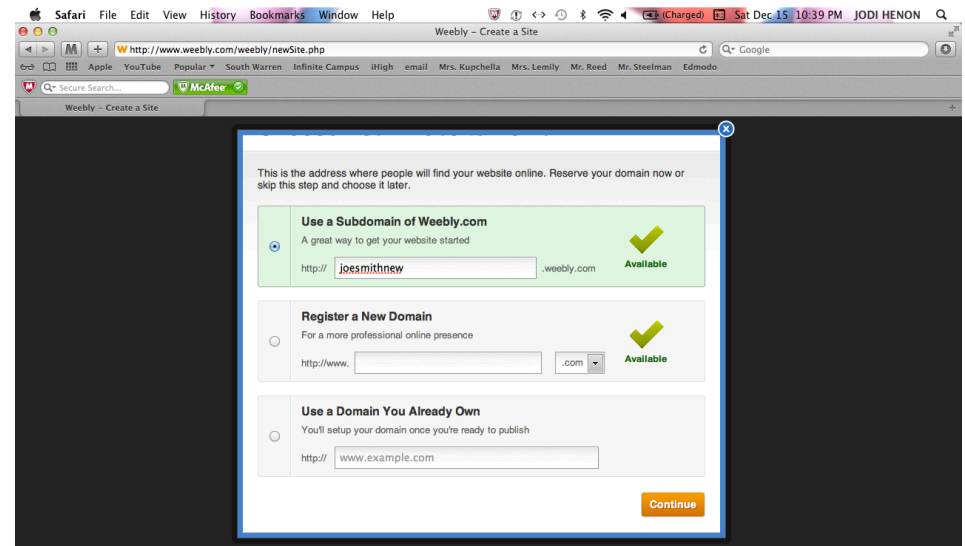 Safari File Edit View History Bookmarks Window Help (Charged) Sat Dec 15 10:39 PM JODI HENON
Weebly – Create a Site
M + W http://www.weebly.com/weebly/newSite.php Google
Apple YouTube Popular South Warren Infinite Campus iHigh email Mrs. Kupchella Mrs. Lemily Mr. Reed Mr. Steelman Edmodo
Secure Search... McAfee
Weebly – Create a Site +
This is the address where people will find your website online. Reserve your domain now or
skip this step and choose it later.
Use a Subdomain of Weebly.com
A great way to get your website started
http:// joesmithnew .weebly.com
Available
Register a New Domain
For a more professional online presence
http://www. .com
Available
Use a Domain You Already Own
You'll setup your domain once you're ready to publish
http:// www.example.com
Continue